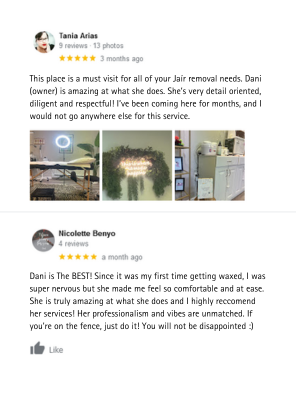 Tania Arias
9 reviews · 13 photos
3 months ago
This place is a must visit for all of your Jair removal needs. Dani
(owner) is amazing at what she does. She's very detail oriented,
diligent and respectful! I've been coming here for months, and I
would not go anywhere else for this service.
Nicolette Benyo
4 reviews
a month ago
Dani is The BEST! Since it was my first time getting waxed, I was
super nervous but she made me feel so comfortable and at ease.
She is truly amazing at what she does and I highly reccomend
her services! Her professionalism and vibes are unmatched. If
you're on the fence, just do it! You will not be disappointed :)
Like